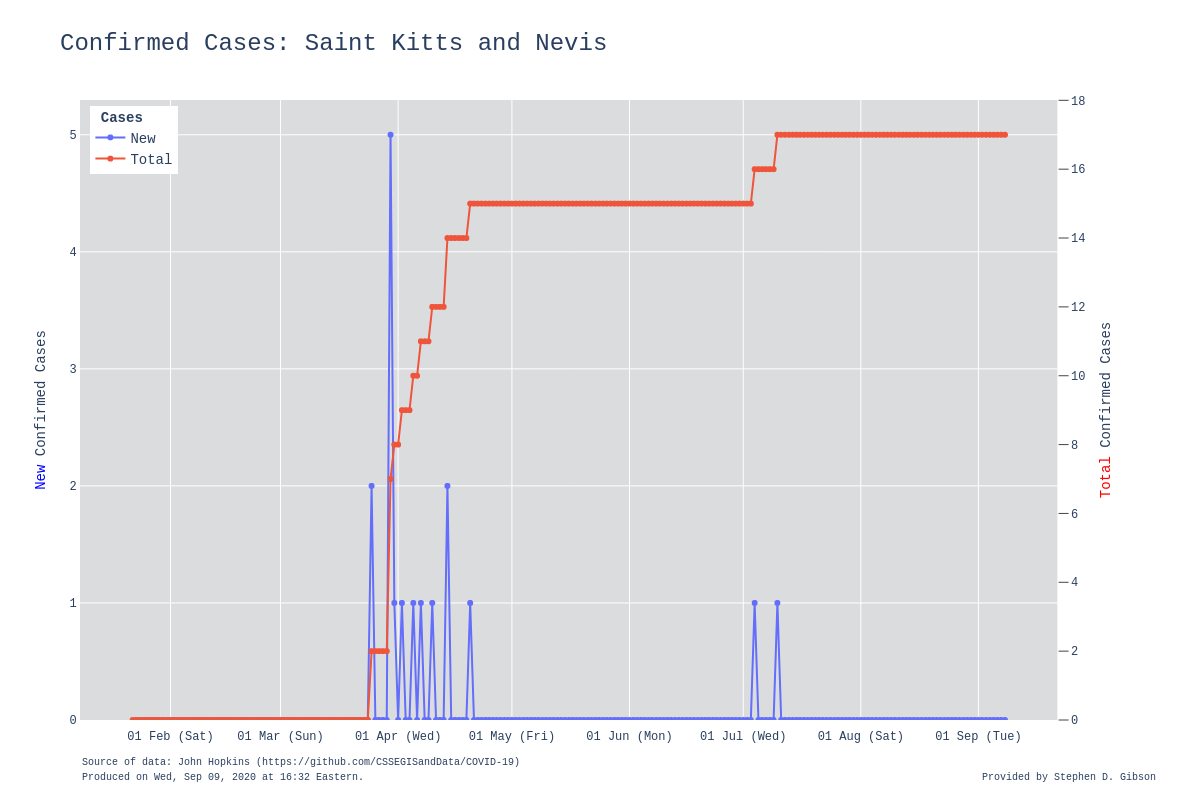 Confirmed Cases: Saint Kitts and Nevis
Cases
New
Total
5
4
3
2
1
0
18
16
14
12
10
8
6
4
2
0
New Confirmed Cases
Total Confirmed Cases
01 Feb (Sat) 01 Mar (Sun) 01 Apr (Wed) 01 May (Fri) 01 Jun (Mon) 01 Jul (Wed) 01 Aug (Sat) 01 Sep (Tue)
Source of data: John Hopkins (https://github.com/CSSEGISandData/COVID-19)
Produced on Wed, Sep 09, 2020 at 16:32 Eastern.
Provided by Stephen D. Gibson